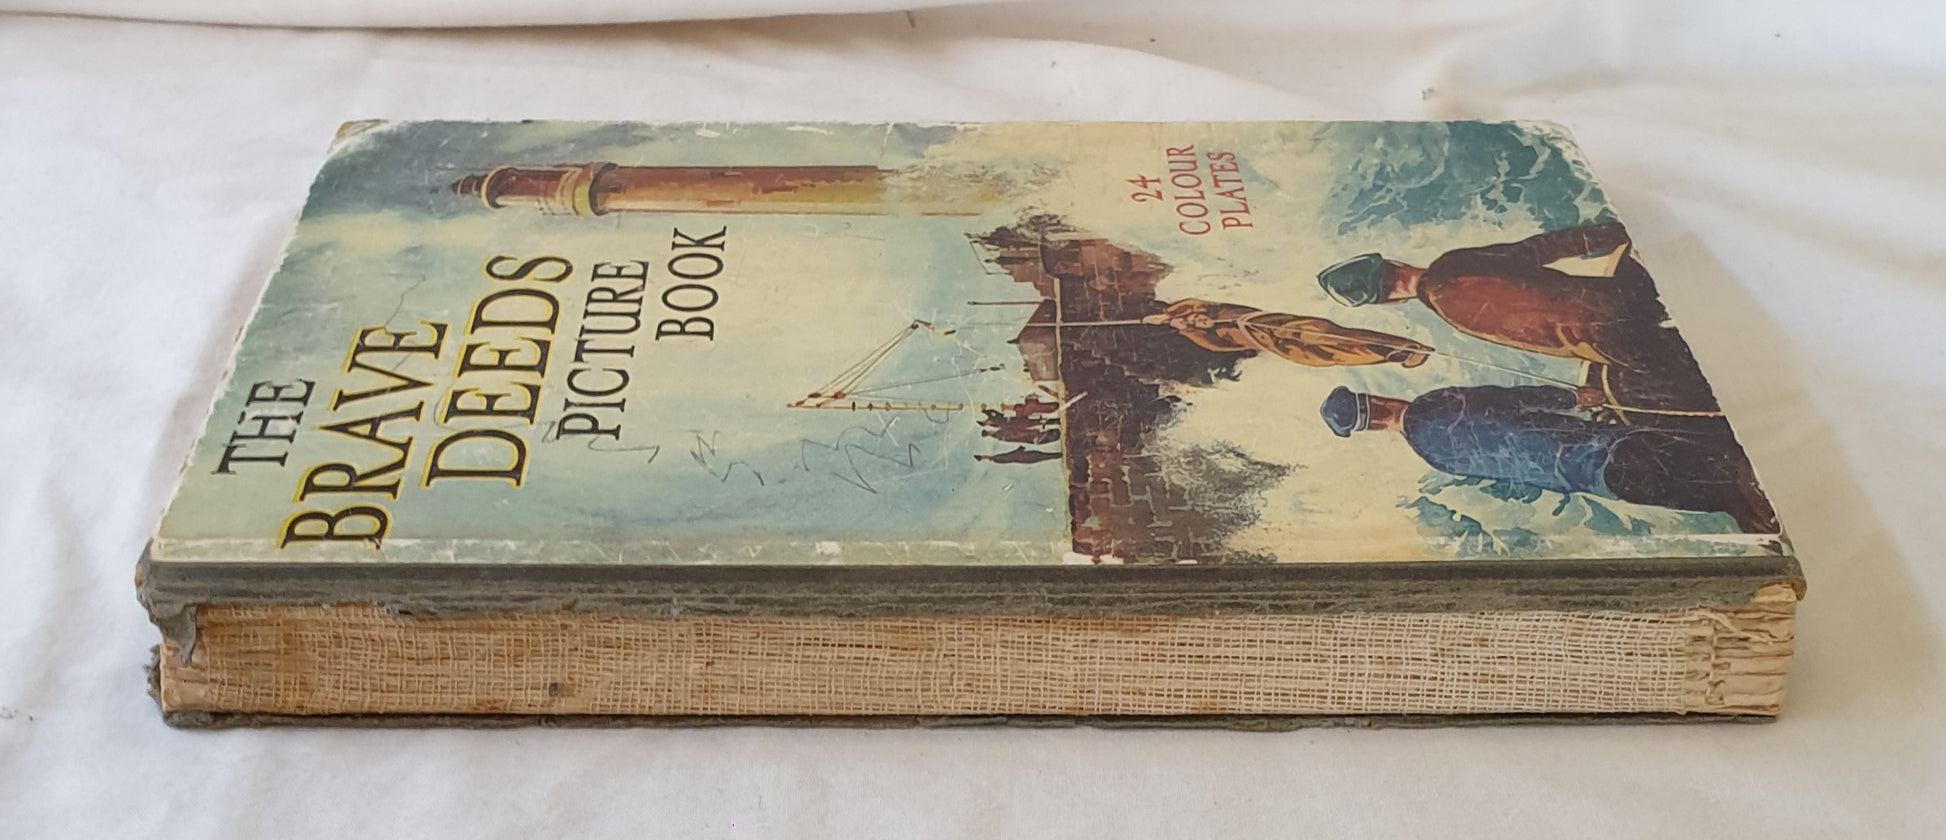 THE
BRAVE
DEEDS
PICTURE
BOOK
24
COLOUR
PLATES